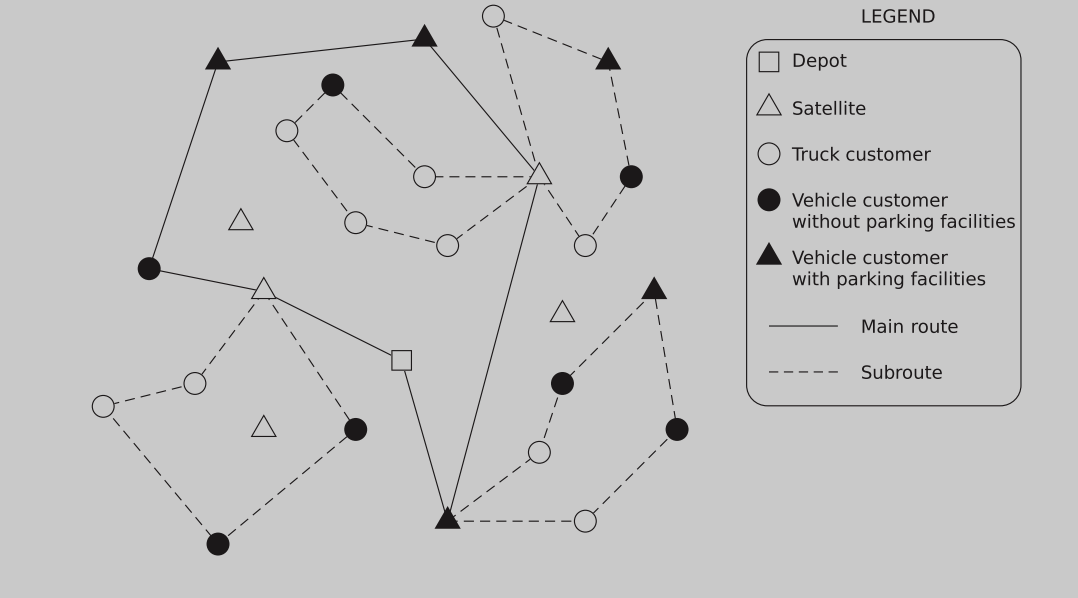 LEGEND
Depot
Satellite
Truck customer
Vehicle customer
without parking facilities
Vehicle customer
with parking facilities
Main route
Subroute